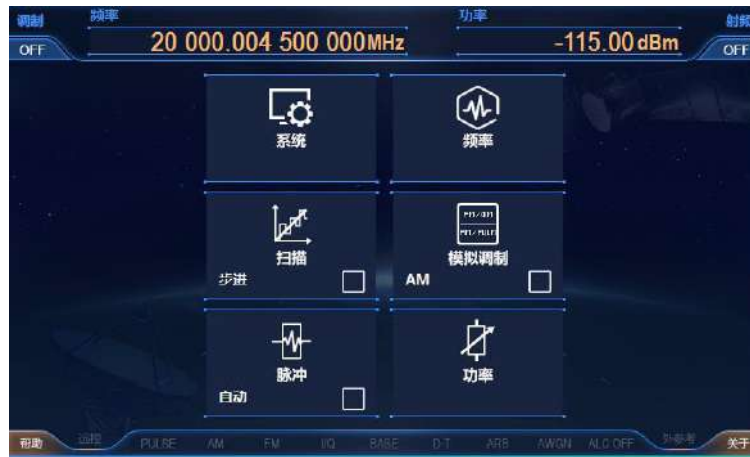 调制 频率 功率 射频
OFF 20 000.004 500 000MHz -115.00 dBm OFF
系统 频率
扫描 模拟调制
步进 AM
脉冲 功率
自动
帮助 远控 PULSE AM FM I/Q BASE D-T ARB AWGN ALC OFF 外参考 关于